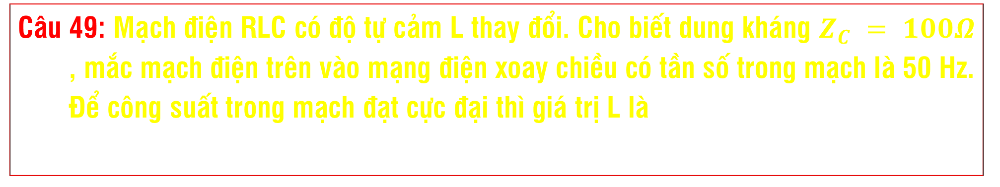 Câu 49: Mạch điện RLC có độ tự cảm L thay đổi. Cho biết dung kháng $Z_C = 100Ω$
, mắc mạch điện trên vào mạng điện xoay chiều có tần số trong mạch là 50 Hz.
Để công suất trong mạch đạt cực đại thì giá trị L là